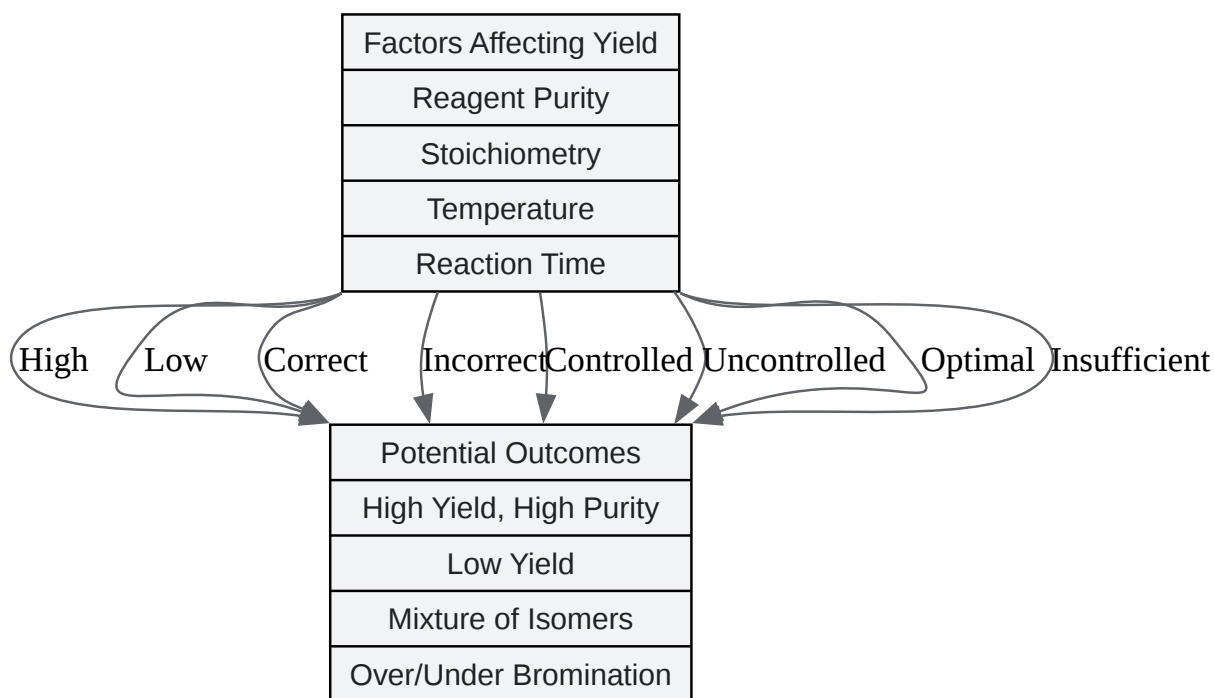 Factors Affecting Yield
Reagent Purity
Stoichiometry
Temperature
Reaction Time
High Low Correct Incorrect Controlled Uncontrolled Optimal Insufficient
Potential Outcomes
High Yield, High Purity
Low Yield
Mixture of Isomers
Over/Under Bromination